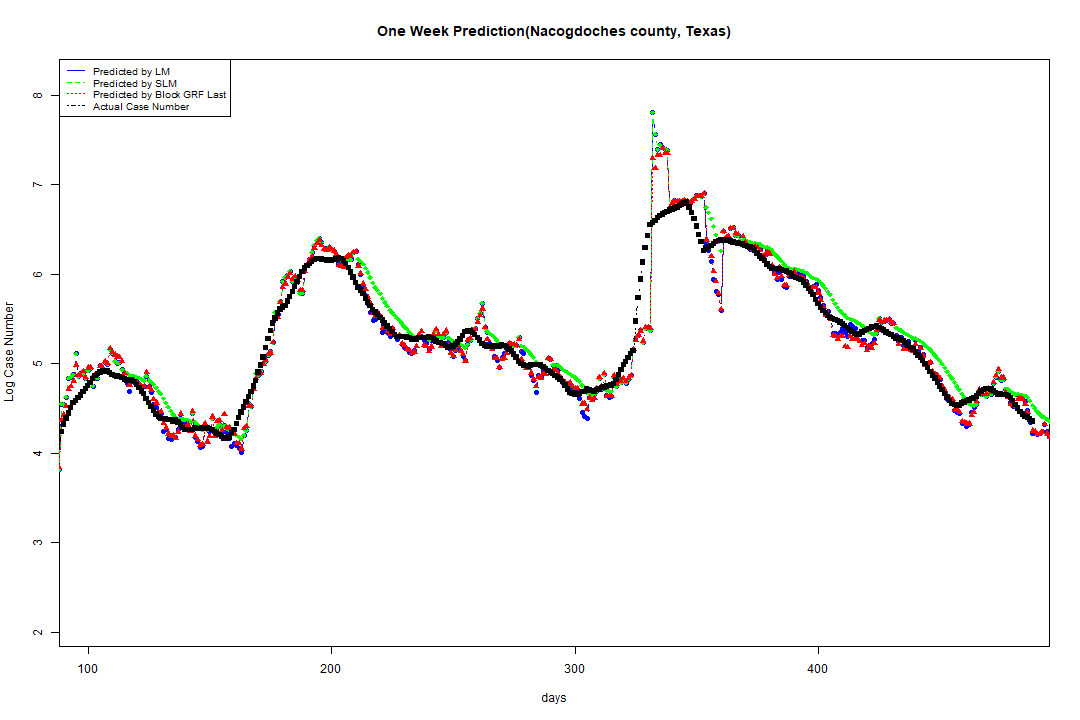 One Week Prediction(Nacogdoches county, Texas)
Predicted by LM
Predicted by SLM
Predicted by Block GRF Last
Actual Case Number
8
7
6
5
4
3
2
Log Case Number
100 200 300 400
days